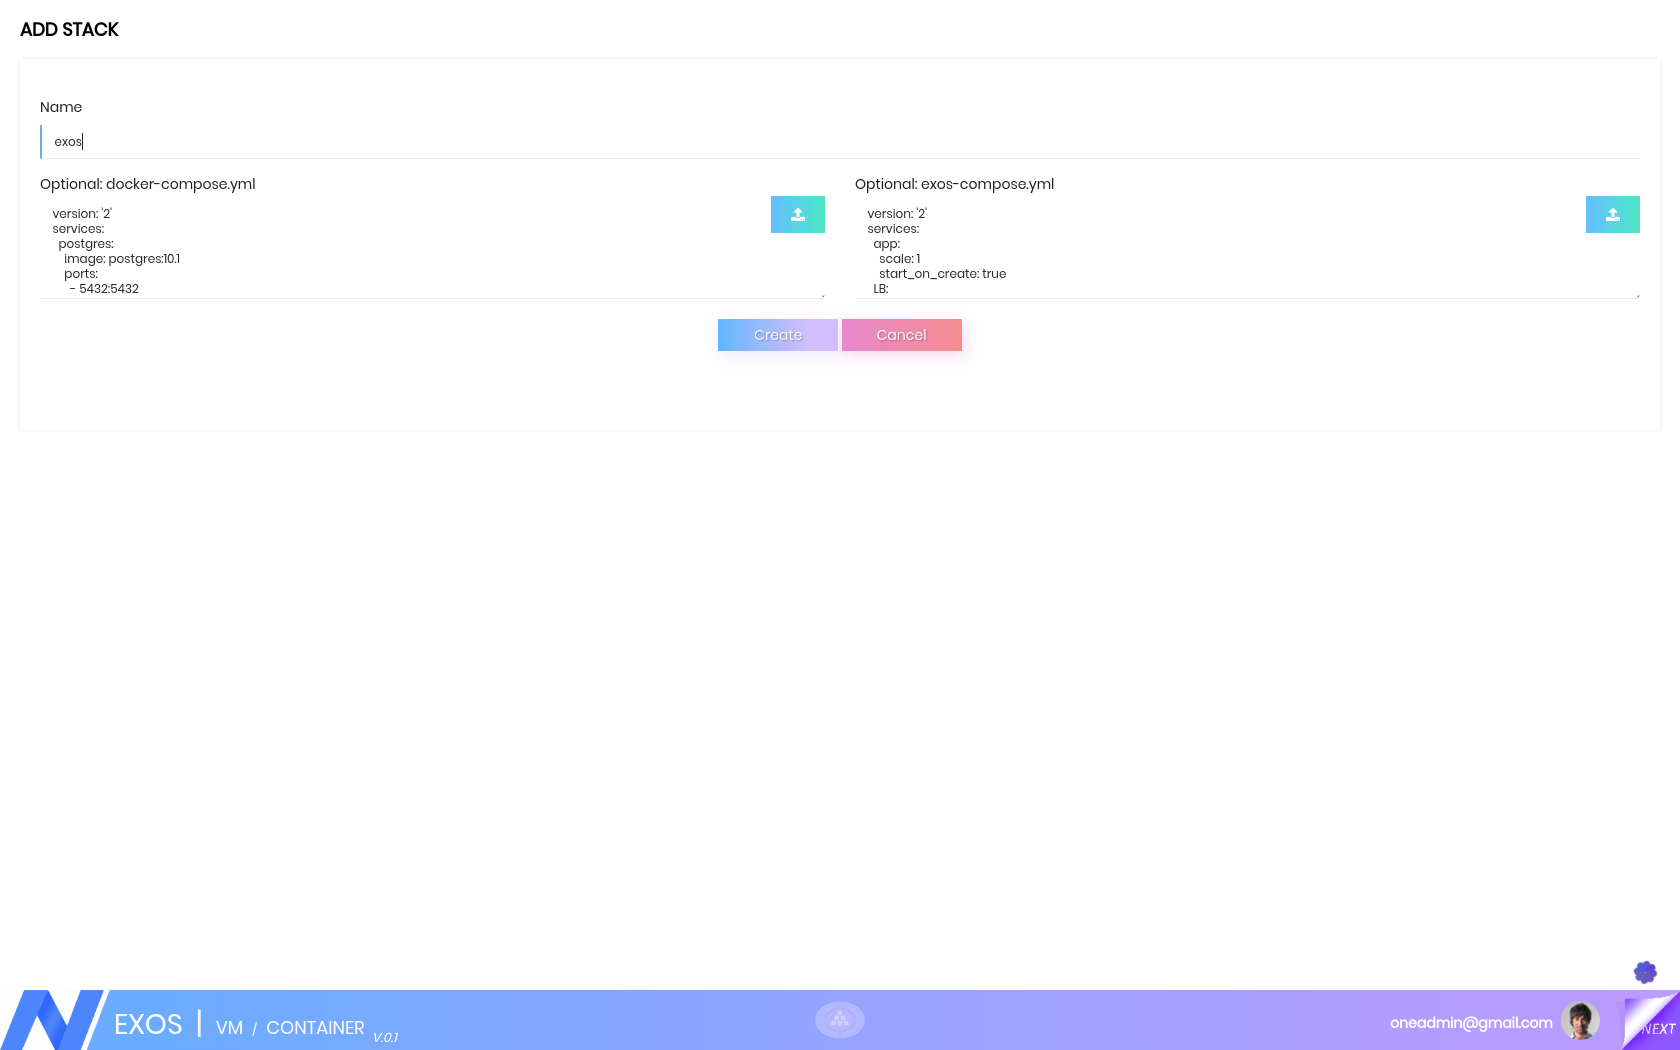 ADD STACK
Name
exos
Optional: docker-compose.yml
version: '2'
services:
postgres:
image: postgres:10.1
ports:
- 5432:5432
Optional: exos-compose.yml
version: '2'
services:
app:
scale: 1
start_on_create: true
LB:
Create
Cancel
EXOS | VM / CONTAINER V.0.1
oneadmin@gmail.com
NEXT